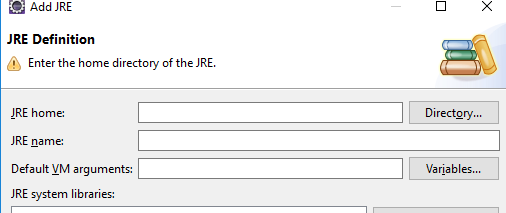 Add JRE
JRE Definition
Enter the home directory of the JRE.
JRE home:
Directory...
JRE name:
Default VM arguments:
Variables...
JRE system libraries: